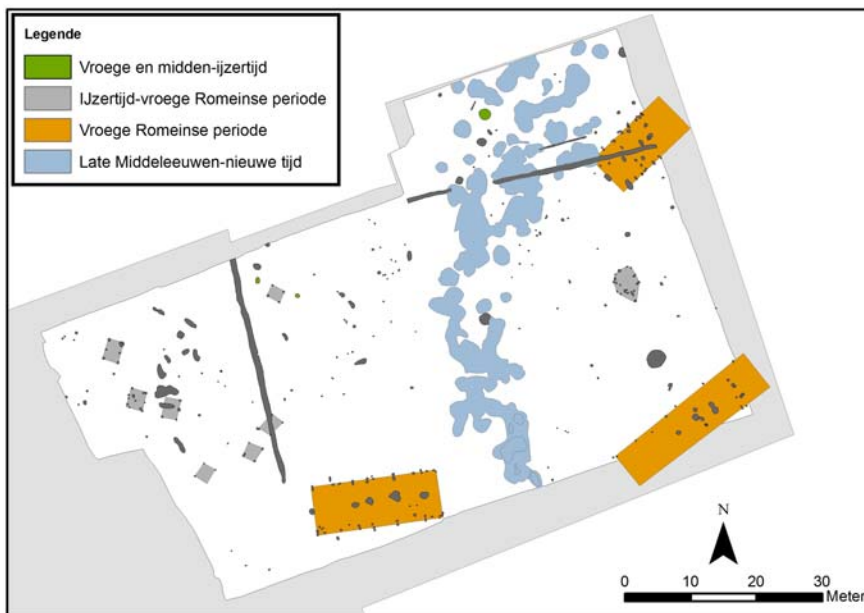 Legende
Vroege en midden-ijzertijd
IJzertijd-vroege Romeinse periode
Vroege Romeinse periode
Late Middeleeuwen-nieuwe tijd
N
0 10 20 30
Meter